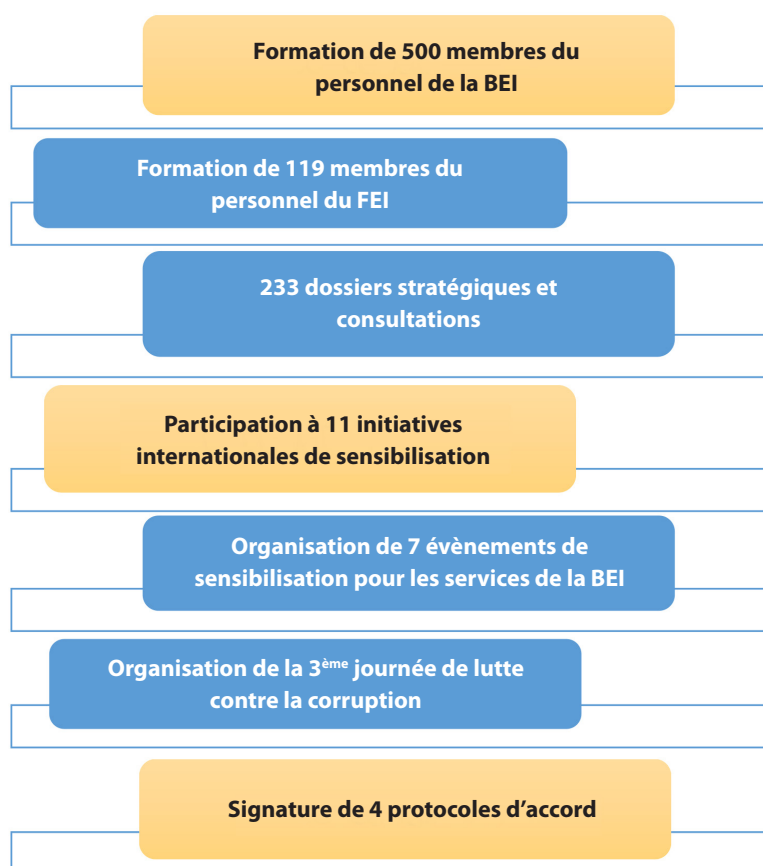 Formation de 500 membres du
personnel de la BEI
Formation de 119 membres du
personnel du FEI
233 dossiers stratégiques et
consultations
Participation à 11 initiatives
internationales de sensibilisation
Organisation de 7 évènements de
sensibilisation pour les services de la BEI
Organisation de la 3ème journée de lutte
contre la corruption
Signature de 4 protocoles d’accord